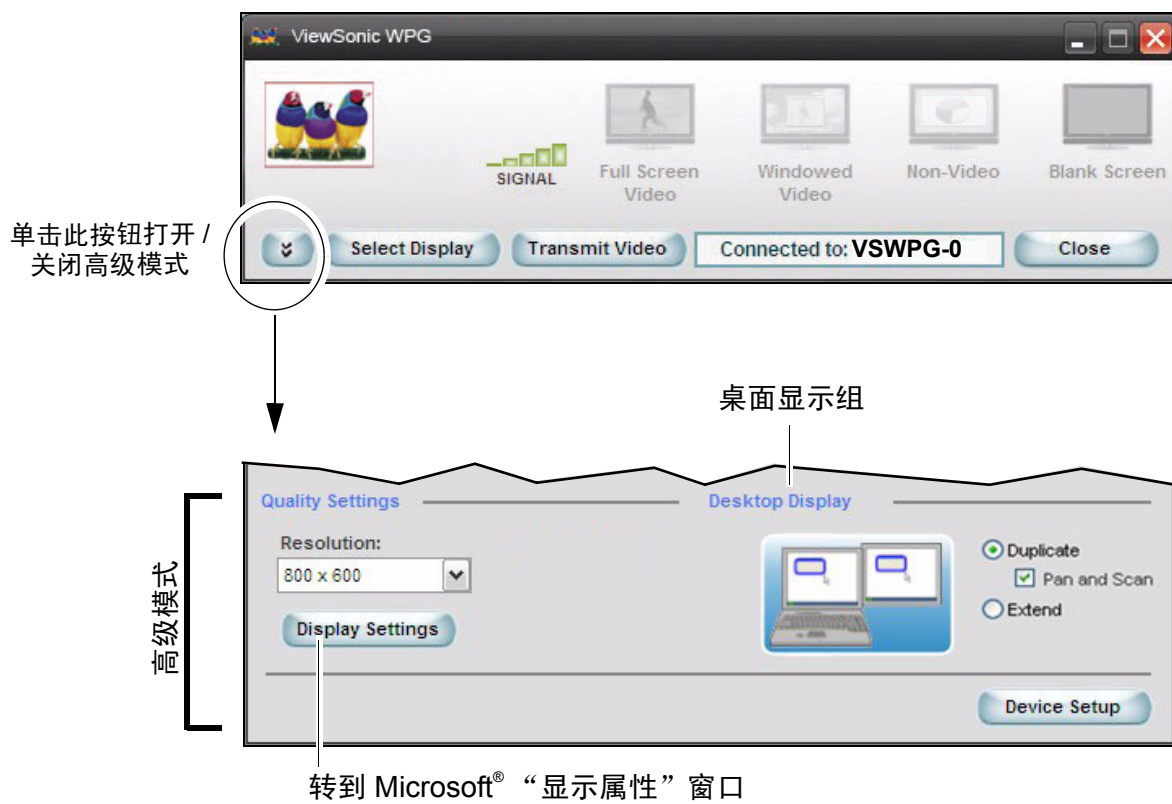 ViewSonic WPG
SIGNAL
Full Screen
Video
Windowed
Video
Non-Video
Blank Screen
单击此按钮打开 /
关闭高级模式
Select Display
Transmit Video
Connected to: VSWPG-0
Close
桌面显示组
高级模式
Quality Settings
Desktop Display
Resolution:
800 x 600
Display Settings
Duplicate
Pan and Scan
Extend
Device Setup
转到 Microsoft® “显示属性”窗口